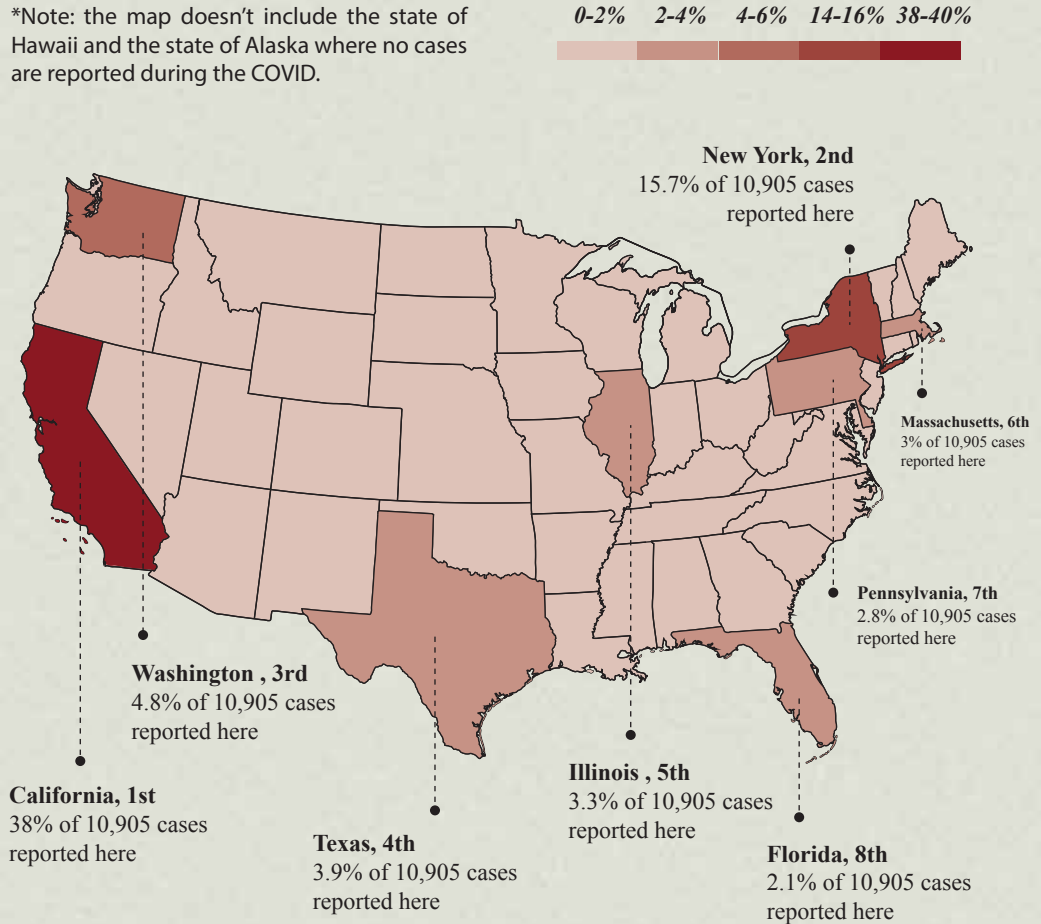 *Note: the map doesn't include the state of
Hawaii and the state of Alaska where no cases
are reported during the COVID.
0-2% 2-4% 4-6% 14-16% 38-40%
New York, 2nd
15.7% of 10,905 cases
reported here
Massachusetts, 6th
3% of 10,905 cases
reported here
Pennsylvania, 7th
2.8% of 10,905 cases
reported here
Washington , 3rd
4.8% of 10,905 cases
reported here
California, 1st
38% of 10,905 cases
reported here
Texas, 4th
3.9% of 10,905 cases
reported here
Illinois , 5th
3.3% of 10,905 cases
reported here
Florida, 8th
2.1% of 10,905 cases
reported here